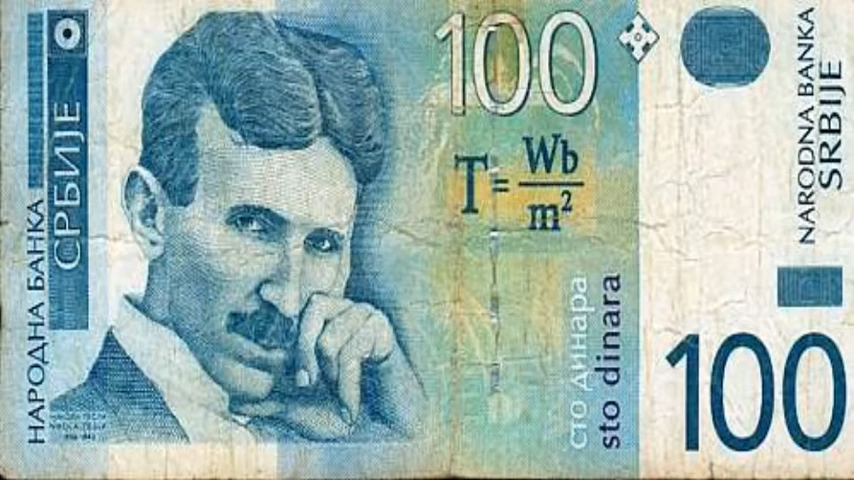 НАРОДНА БАНКА
СРБИЈЕ
100
T = Wb
m²
сто динара
sto dinara
NARODNA BANKA
SRBIJE
100